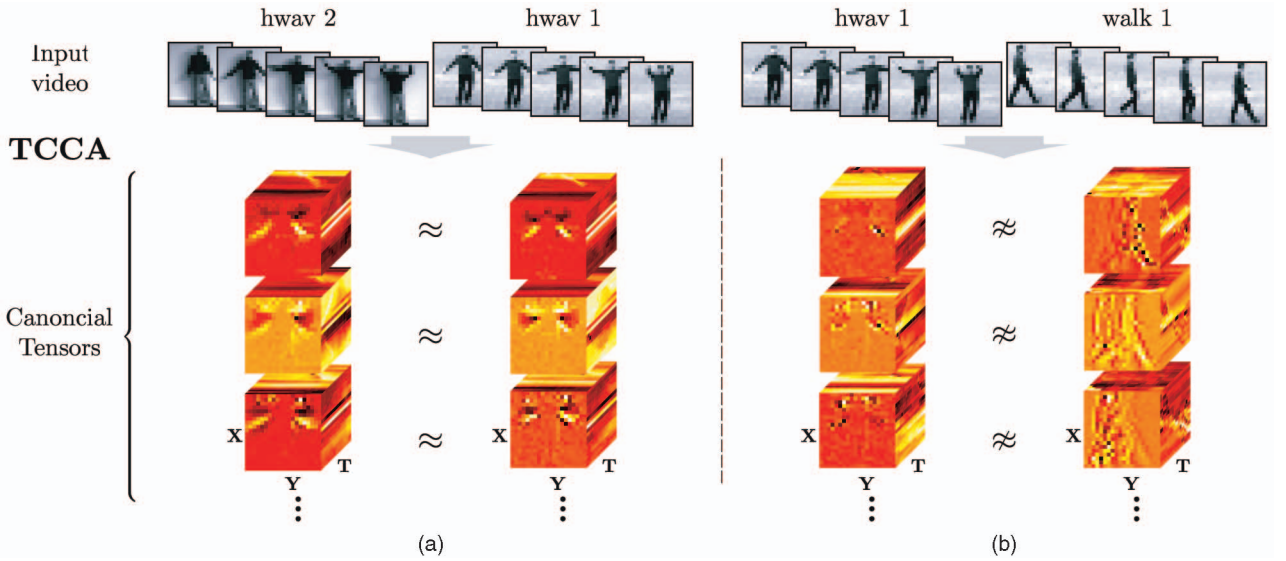 hwav 2 hwav 1 hwav 1 walk 1
Input
video
TCCA
≈ ≉
Canoncial
Tensors
≈ ≉
X X X X
≈ ≉
T T T T
Y Y Y Y
(a) (b)